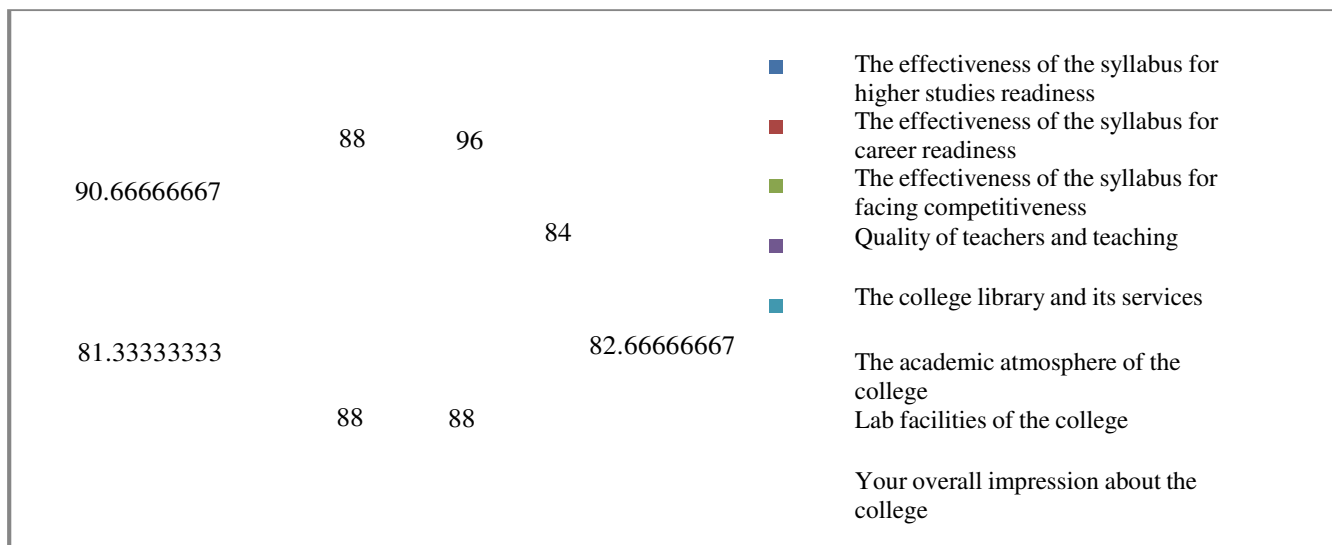 88
96
90.66666667
84
81.33333333
82.66666667
88
88
The effectiveness of the syllabus for
higher studies readiness
The effectiveness of the syllabus for
career readiness
The effectiveness of the syllabus for
facing competitiveness
Quality of teachers and teaching
The college library and its services
The academic atmosphere of the
college
Lab facilities of the college
Your overall impression about the
college